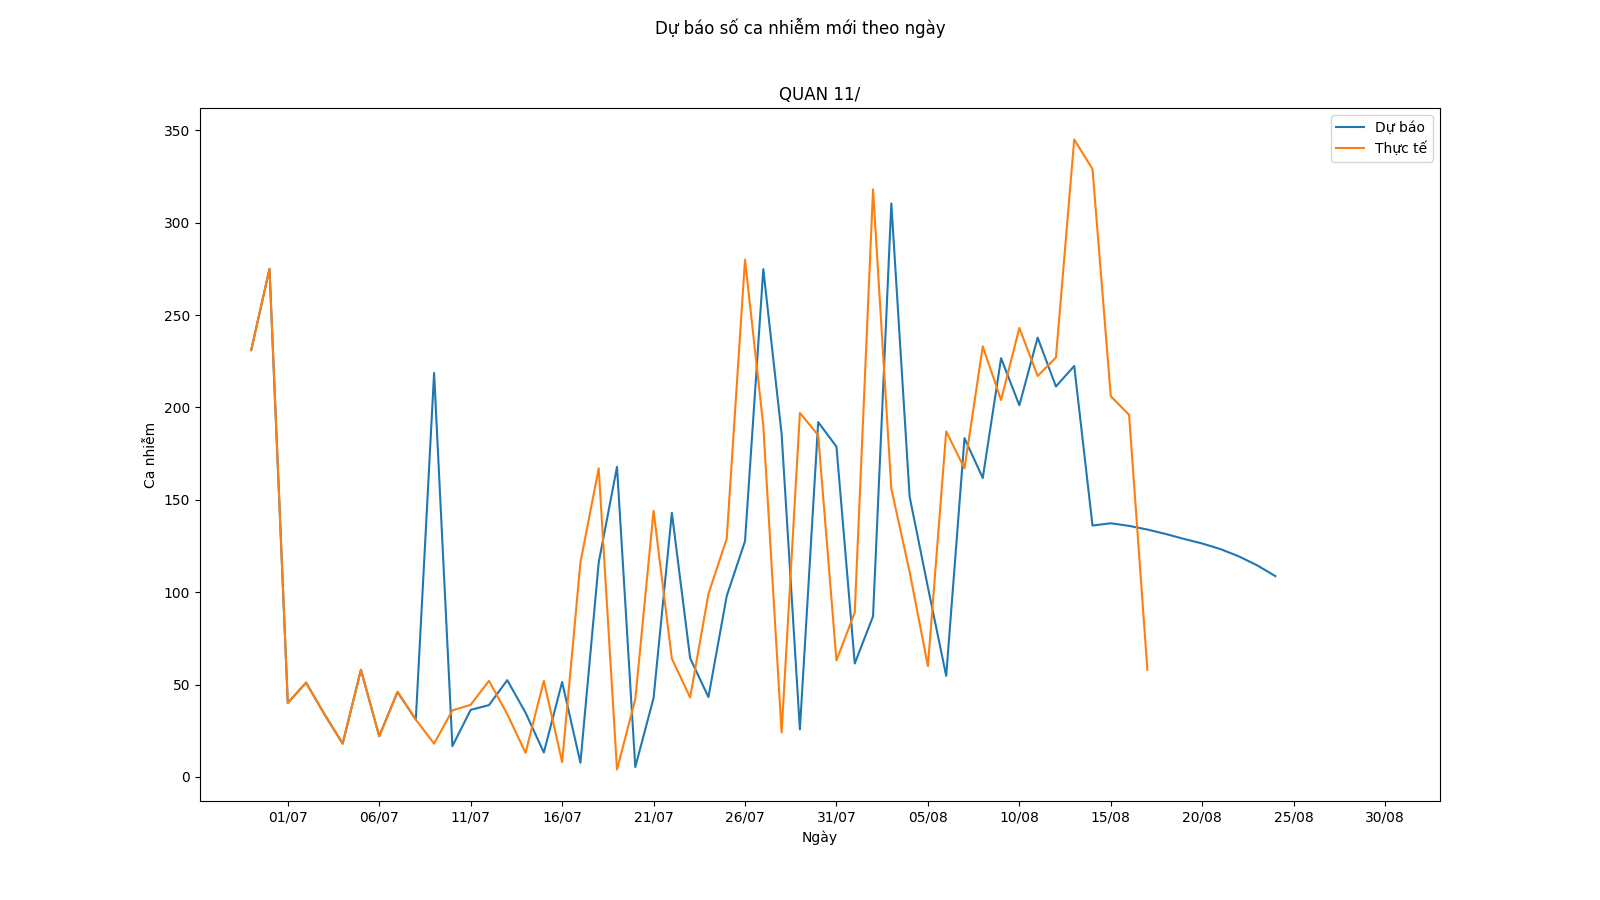 Dự báo số ca nhiễm mới theo ngày
QUAN 11/
Dự báo
Thực tế
350
300
250
200
150
100
50
0
Ca nhiễm
01/07 06/07 11/07 16/07 21/07 26/07 31/07 05/08 10/08 15/08 20/08 25/08 30/08
Ngày